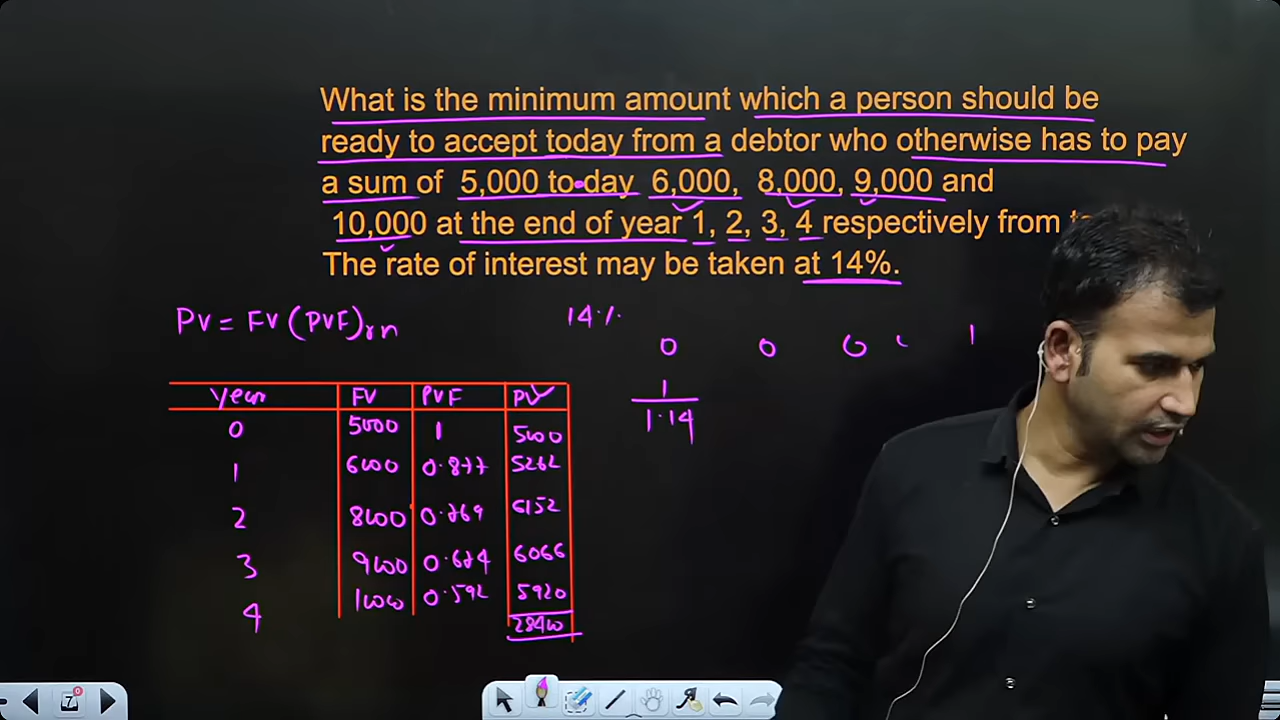 What is the minimum amount which a person should be
ready to accept today from a debtor who otherwise has to pay
a sum of 5,000 to-day 6,000, 8,000, 9,000 and
10,000 at the end of year 1, 2, 3, 4 respectively from
The rate of interest may be taken at 14%.
PV = FV (PVF)rn
14%
0 0 0 1
1
1.14
Year FV PVF PV
0 5000 1 5000
1 6000 0.877 5262
2 8000 0.769 6152
3 9000 0.674 6066
4 0.592 5920
28400
7